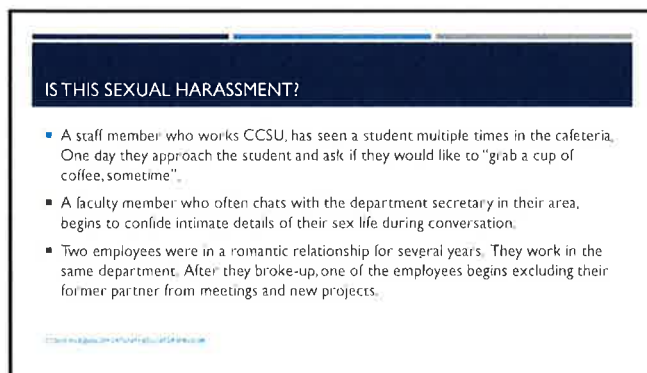 IS THIS SEXUAL HARASSMENT?
▪ A staff member who works CCSU, has seen a student multiple times in the cafeteria.
One day they approach the student and ask if they would like to “grab a cup of
coffee, sometime”.
▪ A faculty member who often chats with the department secretary in their area,
begins to confide intimate details of their sex life during conversation.
▪ Two employees were in a romantic relationship for several years. They work in the
same department. After they broke-up, one of the employees begins excluding their
former partner from meetings and new projects.